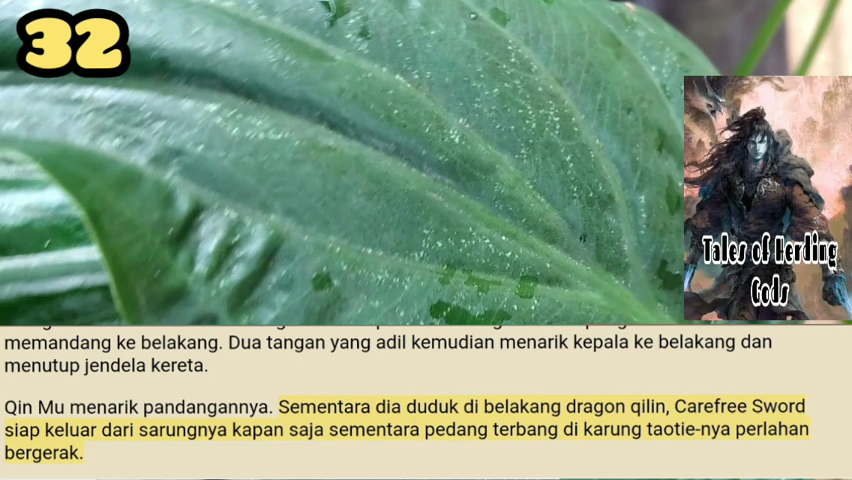 32
Tales of Herding
Gods
memandang ke belakang. Dua tangan yang adil kemudian menarik kepala ke belakang dan
menutup jendela kereta.
Qin Mu menarik pandangannya. Sementara dia duduk di belakang dragon qilin, Carefree Sword
siap keluar dari sarungnya kapan saja sementara pedang terbang di karung taotie-nya perlahan
bergerak.